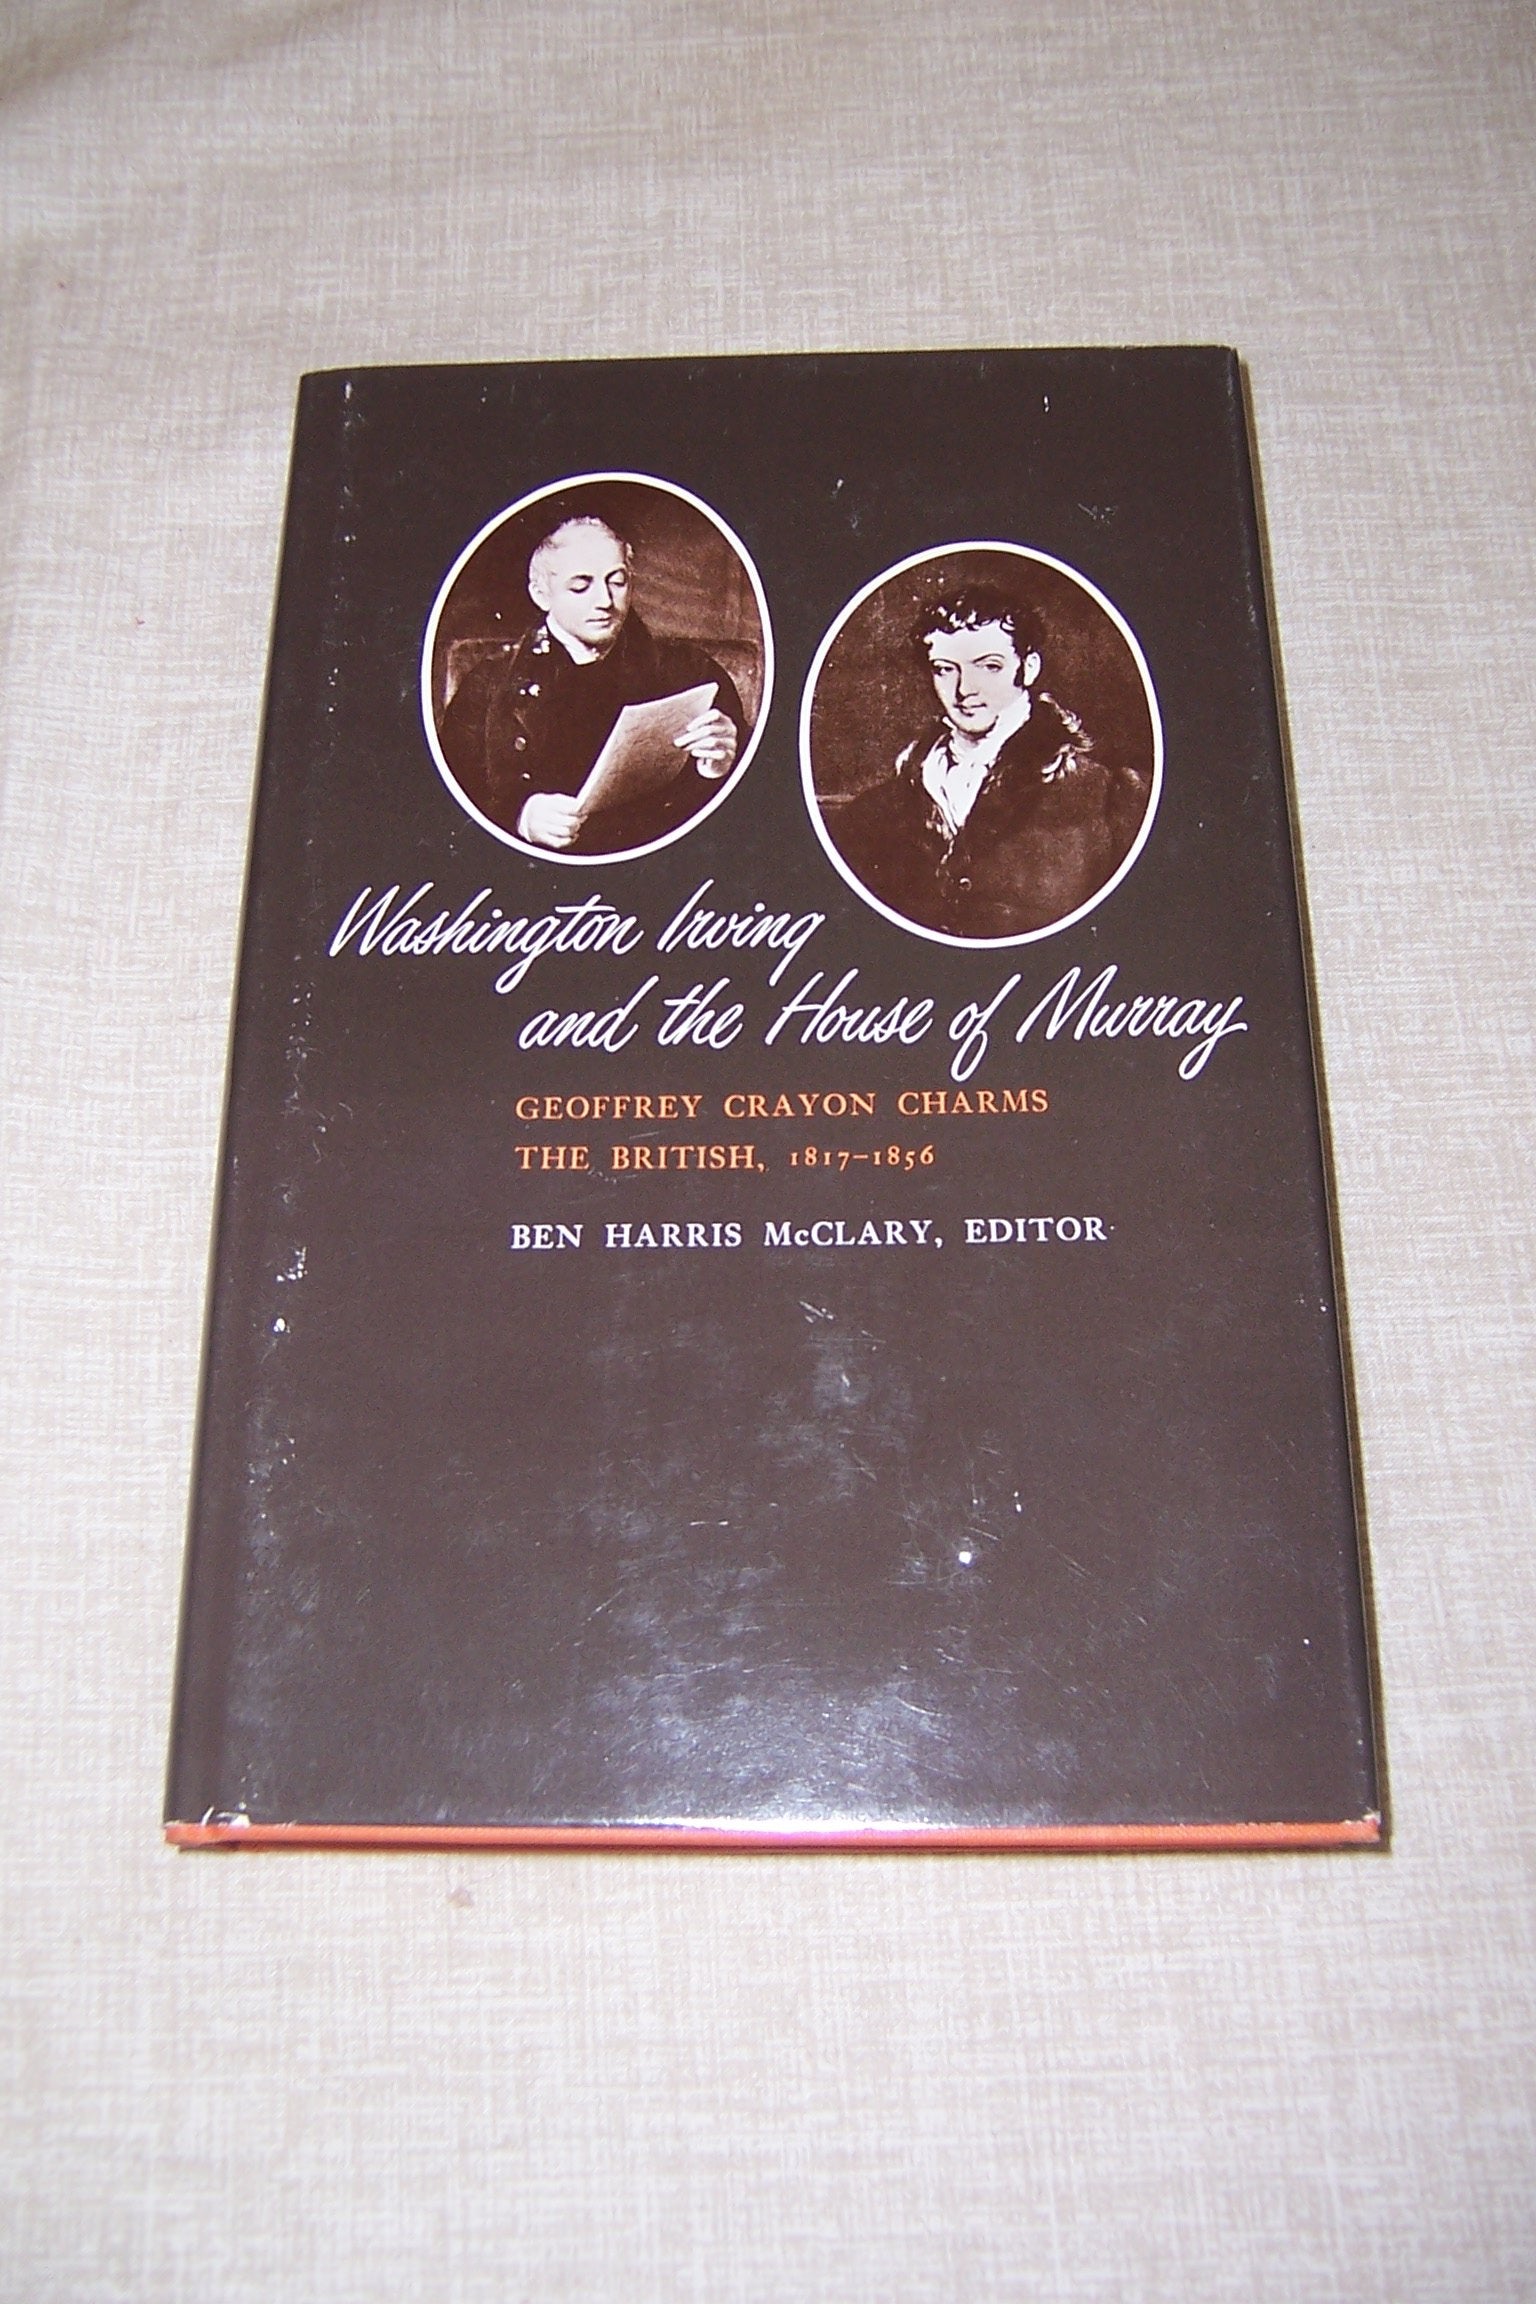 Washington Irving
and the House of Murray
GEOFFREY CRAYON CHARMS
THE BRITISH, 1817–1856
BEN HARRIS McCLARY, EDITOR